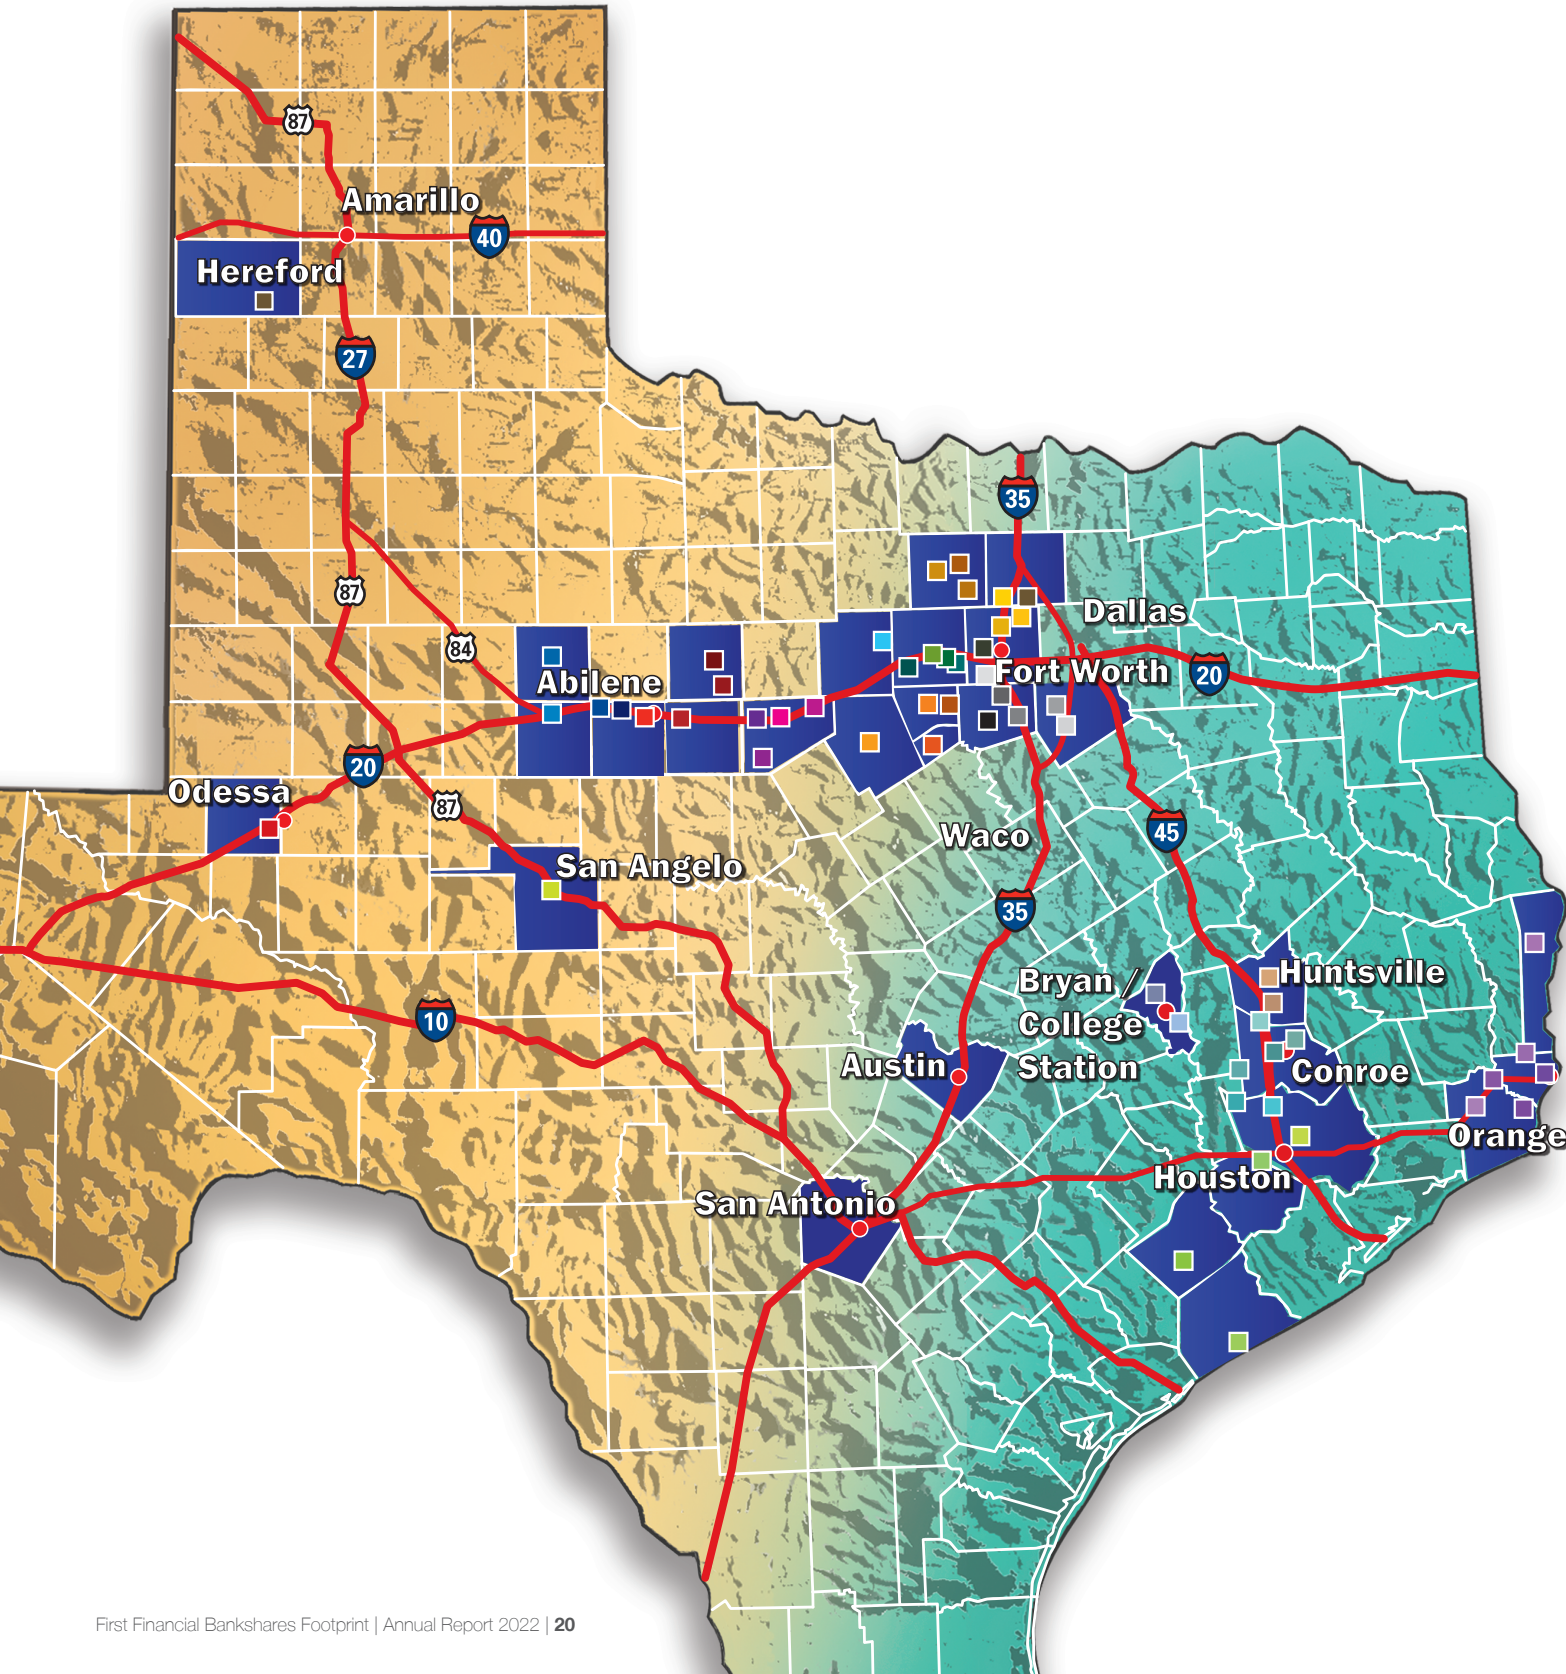 87
Amarillo
40
Hereford
27
35
87
Dallas
84
Fort Worth
20
Abilene
20
Odessa
87
45
Waco
San Angelo
35
Bryan /
College
Station
Huntsville
10
Austin
Conroe
Orange
Houston
San Antonio
First Financial Bankshares Footprint | Annual Report 2022 | 20